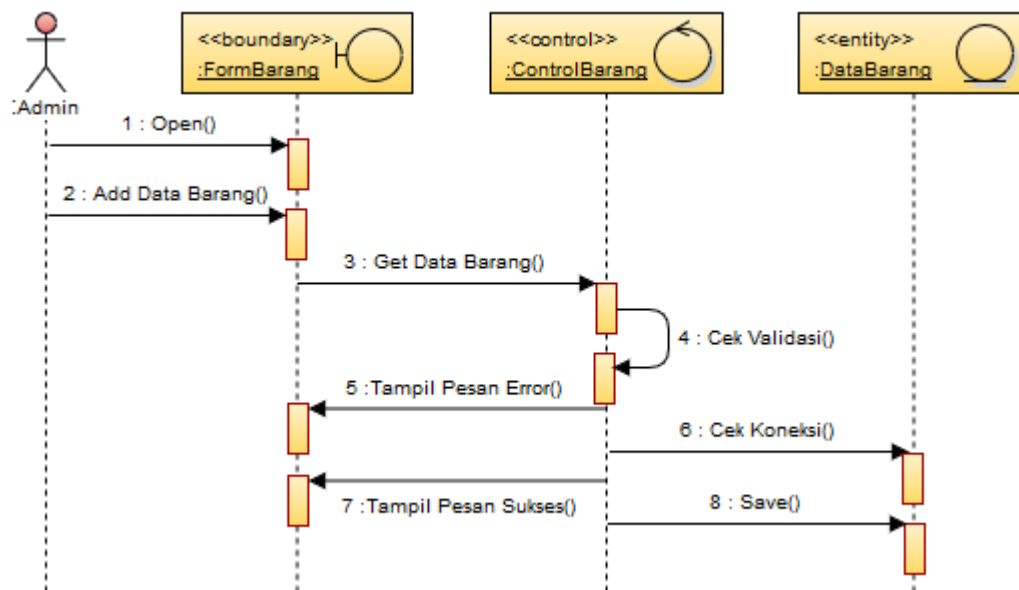 <<boundary>>
:FormBarang
<<control>>
:ControlBarang
<<entity>>
:DataBarang
:Admin
1 : Open()
2 : Add Data Barang()
3 : Get Data Barang()
4 : Cek Validasi()
5 :Tampil Pesan Error()
6 : Cek Koneksi()
7 :Tampil Pesan Sukses()
8 : Save()